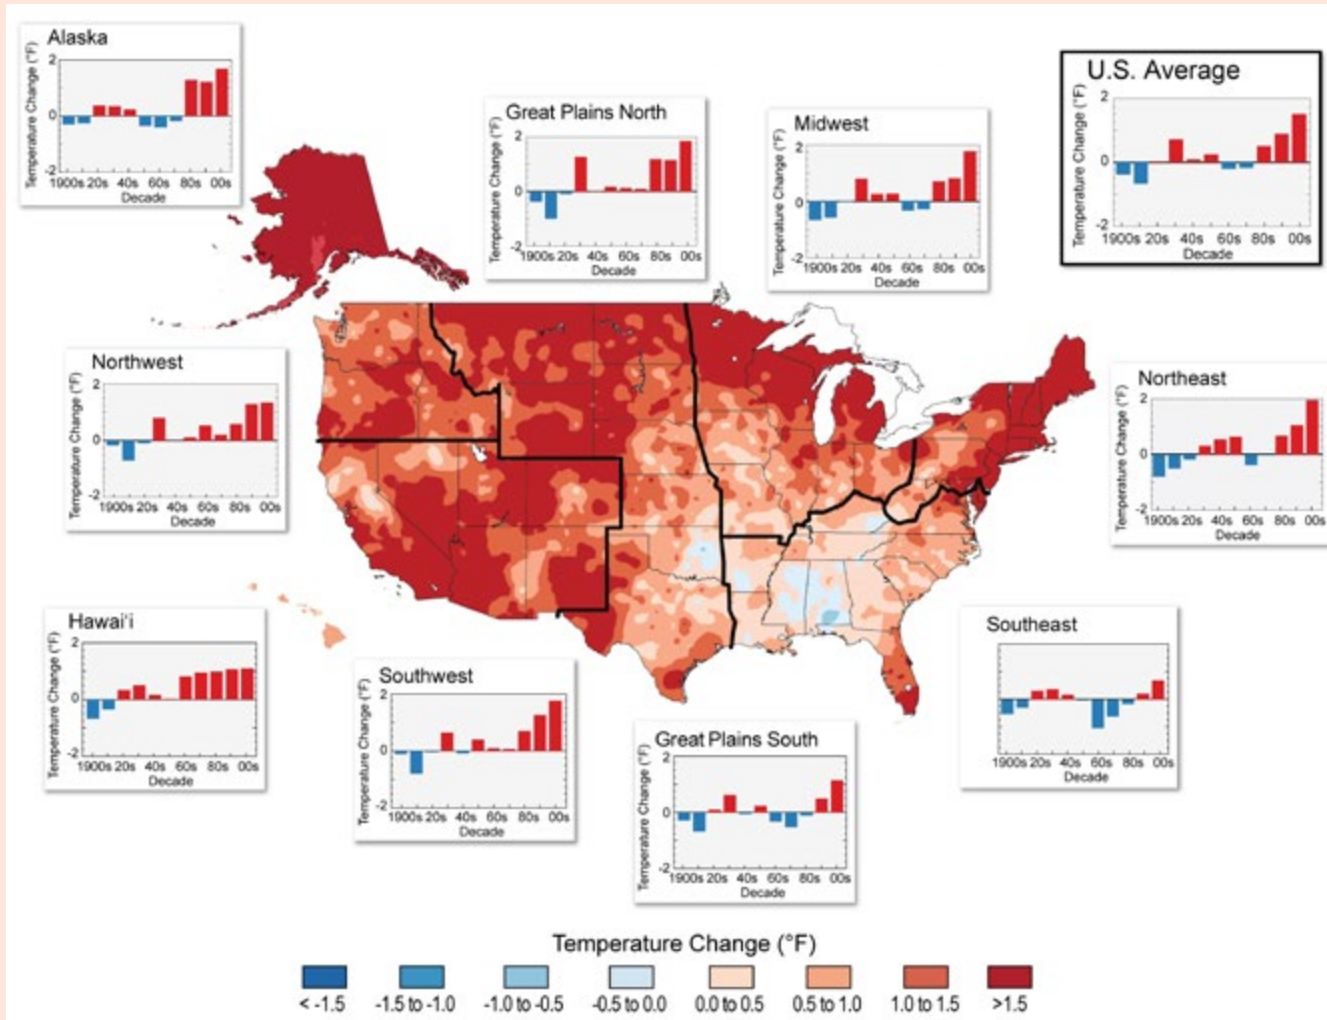 Alaska
Temperature Change (°F)
2
0
-2
1900s 20s 40s 60s 80s 00s
Decade
Great Plains North
Temperature Change (°F)
2
0
-2
1900s 20s 40s 60s 80s 00s
Decade
Midwest
Temperature Change (°F)
2
0
-2
1900s 20s 40s 60s 80s 00s
Decade
U.S. Average
Temperature Change (°F)
2
0
-2
1900s 20s 40s 60s 80s 00s
Decade
Northwest
Temperature Change (°F)
2
0
-2
1900s 20s 40s 60s 80s 00s
Decade
Northeast
Temperature Change (°F)
2
0
-2
1900s 20s 40s 60s 80s 00s
Decade
Hawai'i
Temperature Change (°F)
2
0
-2
1900s 20s 40s 60s 80s 00s
Decade
Southwest
Temperature Change (°F)
2
0
-2
1900s 20s 40s 60s 80s 00s
Decade
Great Plains South
Temperature Change (°F)
2
0
-2
1900s 20s 40s 60s 80s 00s
Decade
Southeast
1900s 20s 40s 60s 80s 00s
Decade
Temperature Change (°F)
< -1.5 -1.5 to -1.0 -1.0 to -0.5 -0.5 to 0.0 0.0 to 0.5 0.5 to 1.0 1.0 to 1.5 >1.5